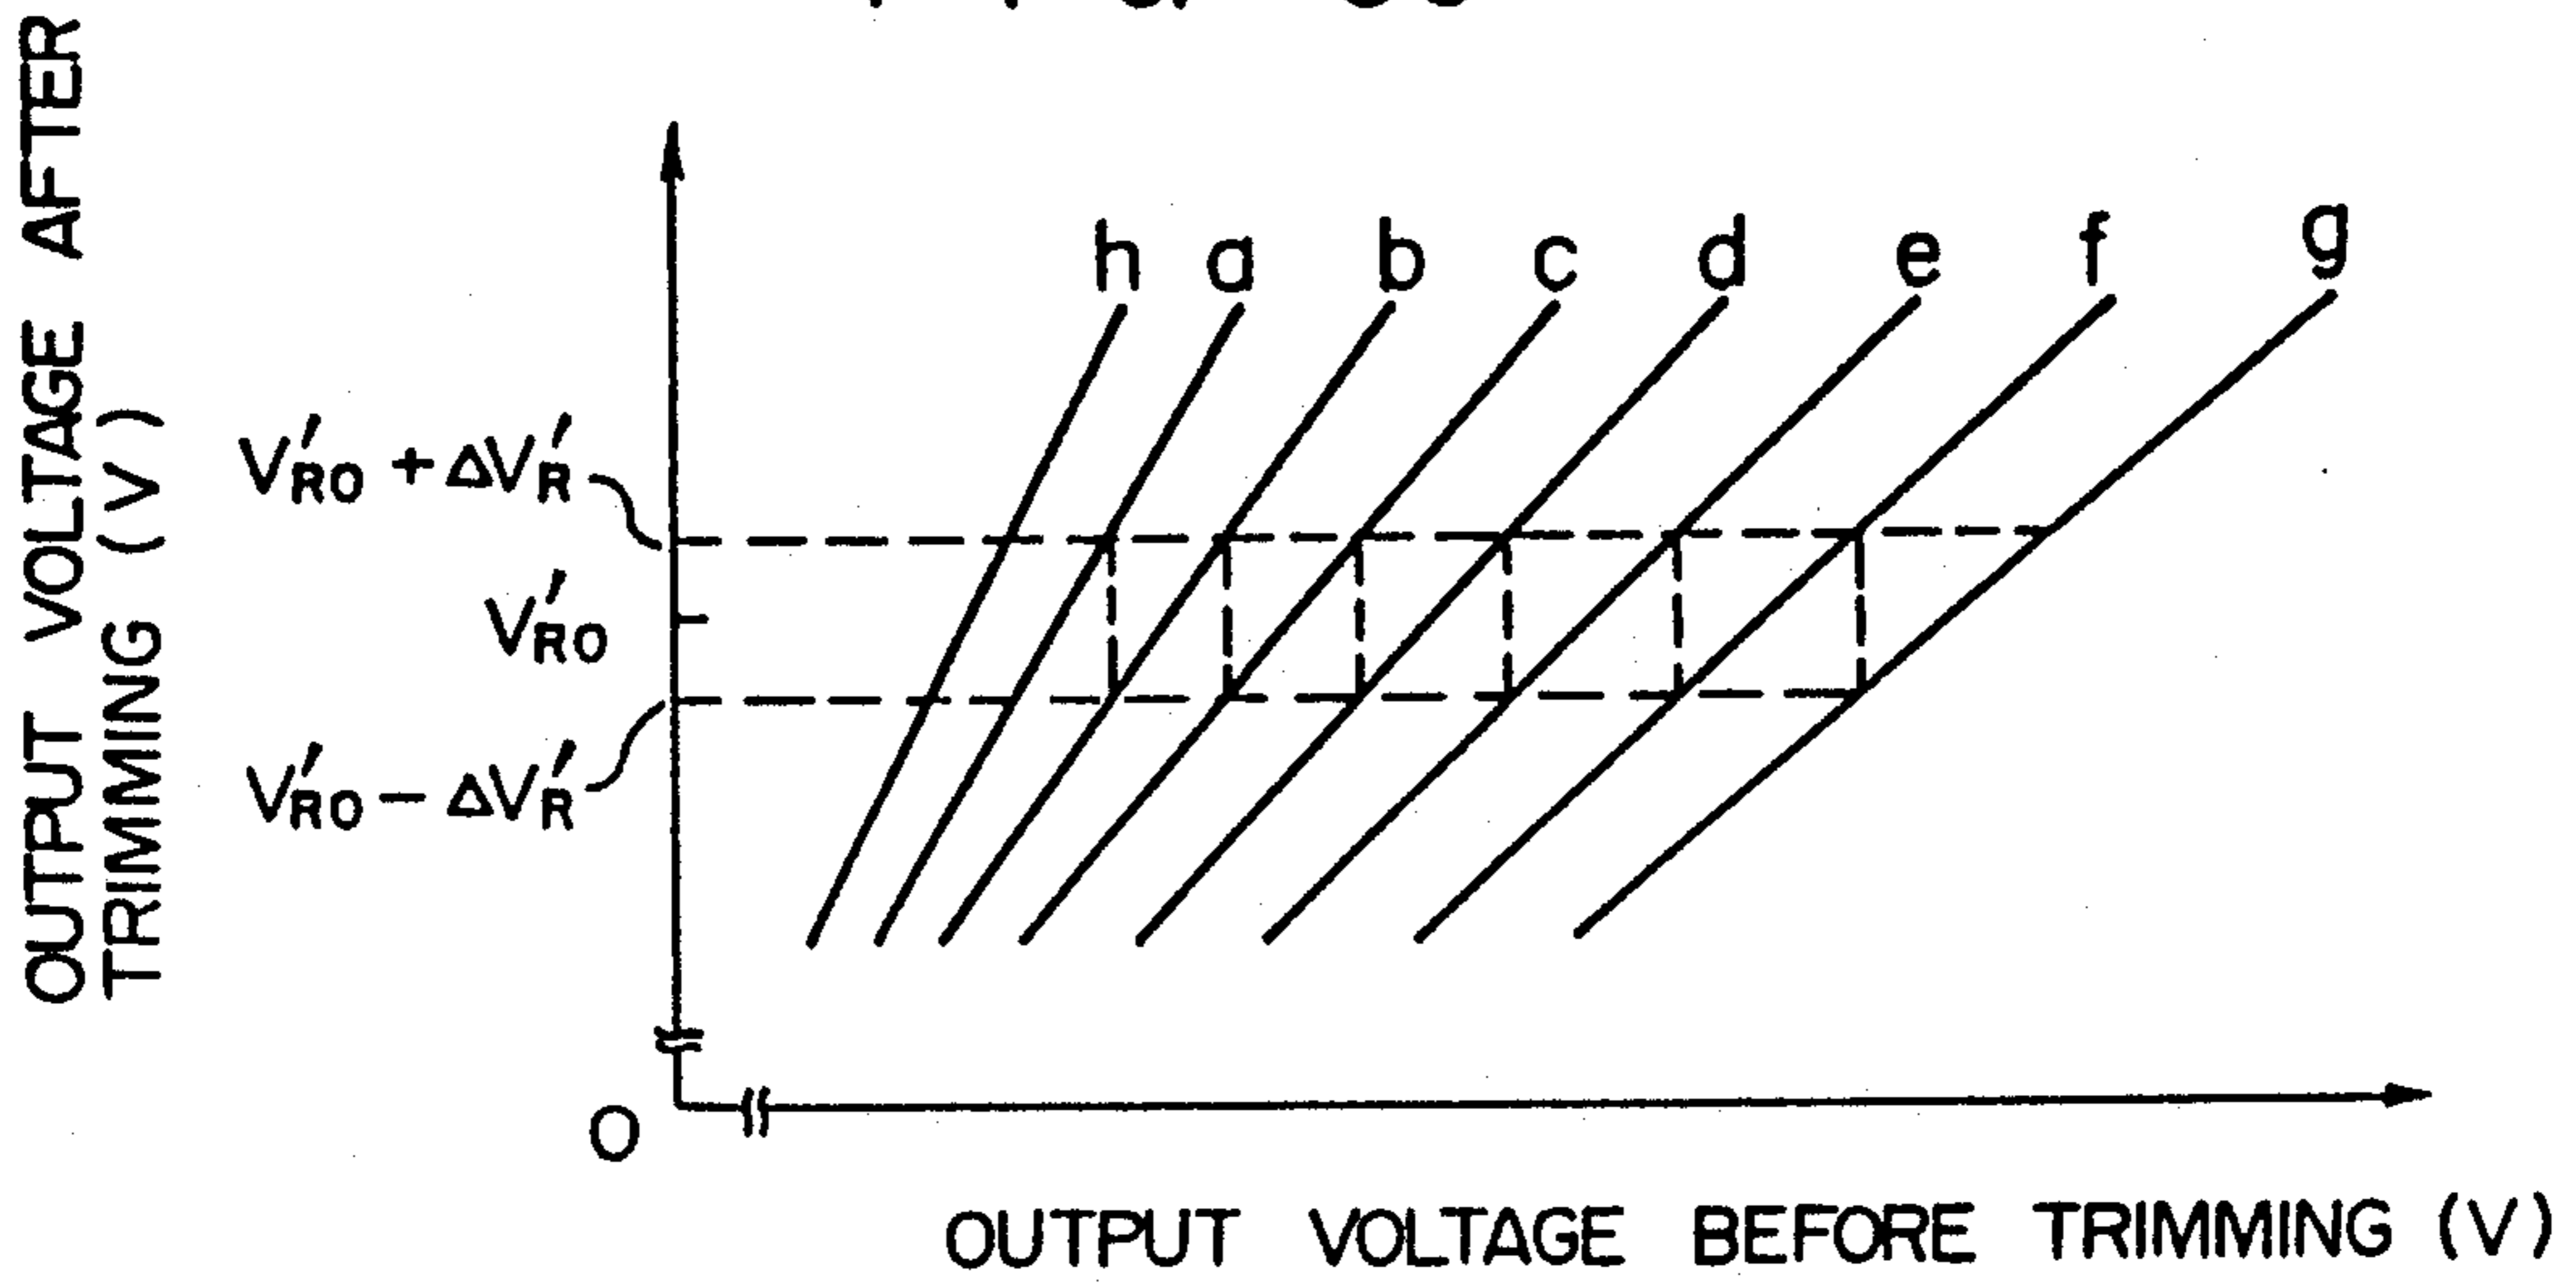 h a b c d e f g
OUTPUT VOLTAGE AFTER
TRIMMING (V)
V'RO + ΔV'R
V'RO
V'RO - ΔV'R
O
OUTPUT VOLTAGE BEFORE TRIMMING (V)